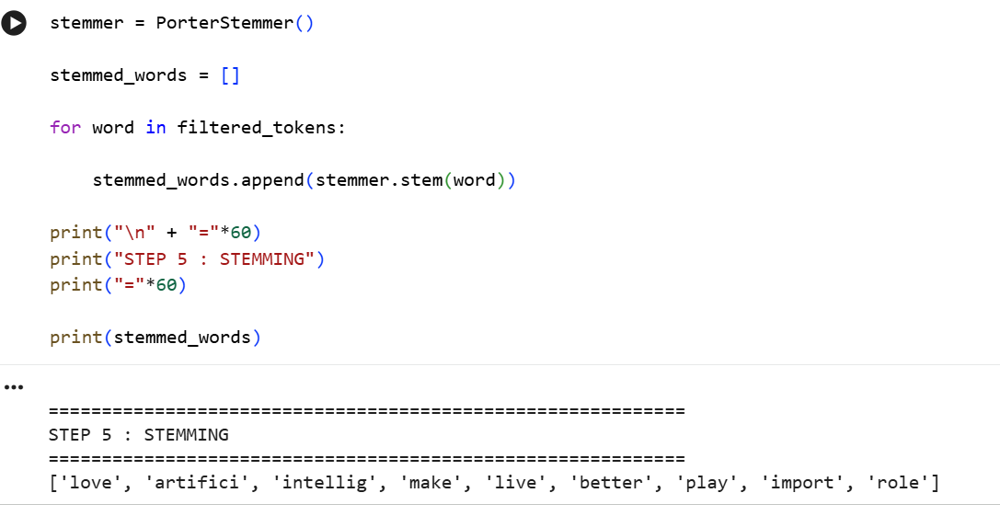 stemmer = PorterStemmer()
stemmed_words = []
for word in filtered_tokens:
    stemmed_words.append(stemmer.stem(word))
print("\n" + "="*60)
print("STEP 5 : STEMMING")
print("="*60)
print(stemmed_words)
============================================================
STEP 5 : STEMMING
============================================================
['love', 'artifici', 'intellig', 'make', 'live', 'better', 'play', 'import', 'role']